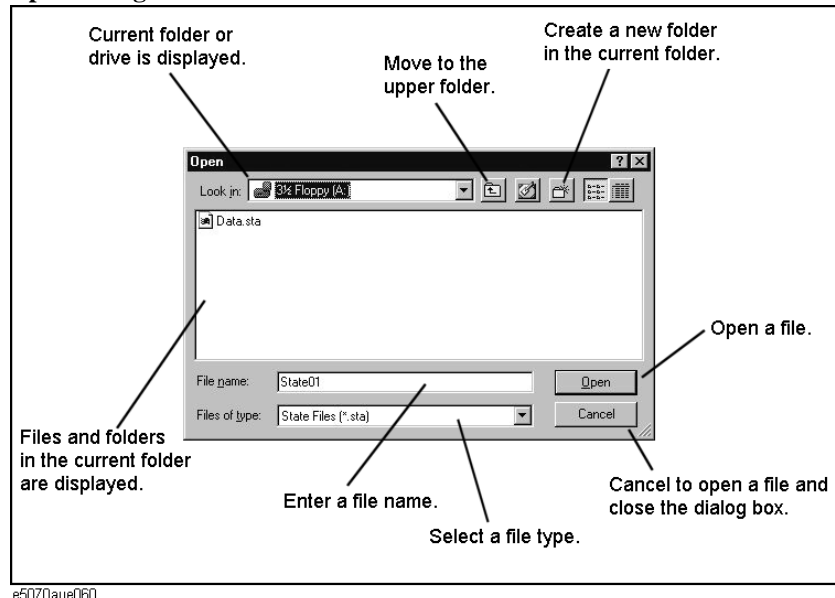 Current folder or
drive is displayed.
Move to the
upper folder.
Create a new folder
in the current folder.
Open
Look in: 3½ Floppy (A:)
Data.sta
Open a file.
File name: State01 Open
Files of type: State Files (*.sta) Cancel
Files and folders
in the current folder
are displayed.
Enter a file name.
Select a file type.
Cancel to open a file and
close the dialog box.
e5070aue060